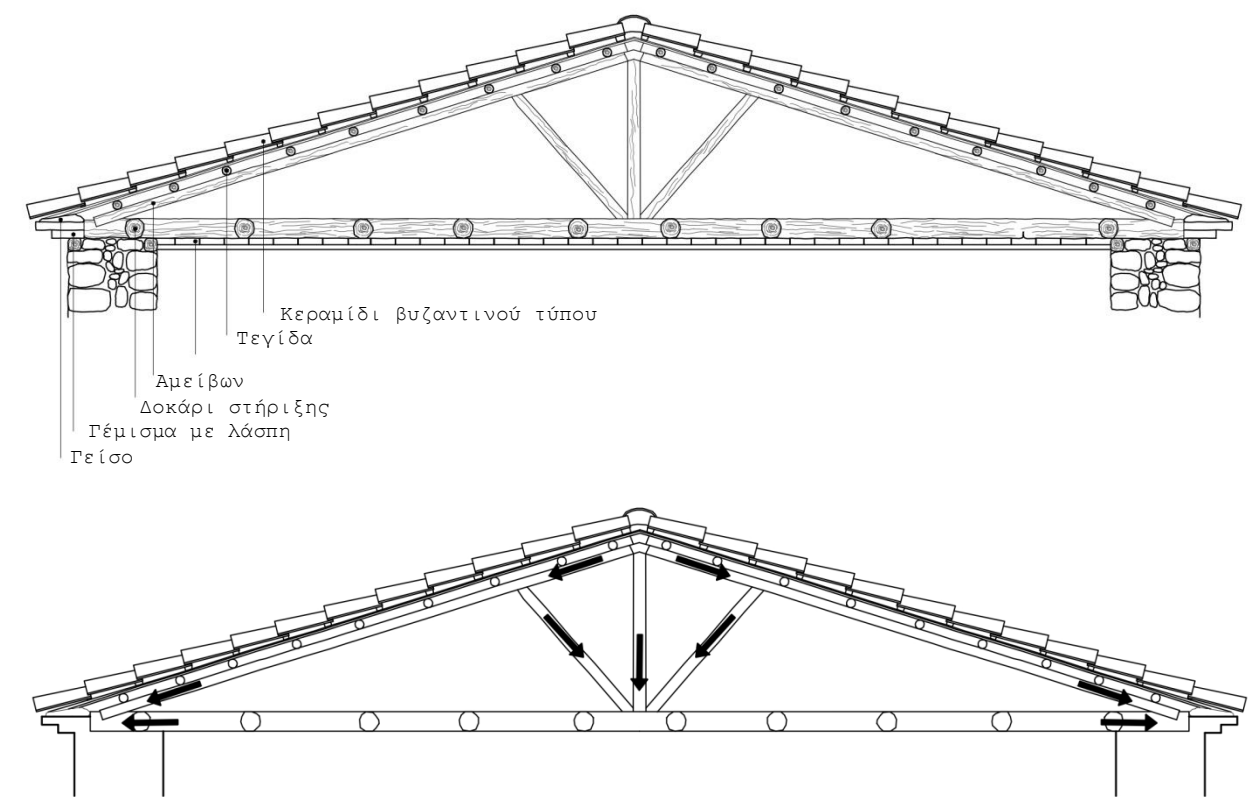 Κεραμίδι βυζαντινού τύπου
Τεγίδα
Αμείβων
Δοκάρι στήριξης
Γέμισμα με λάσπη
Γείσο